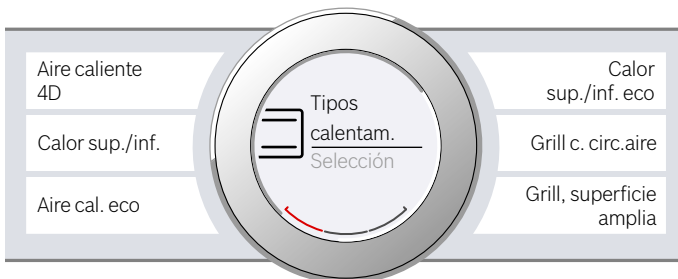 Aire caliente
4D
Calor sup./inf.
Aire cal. eco
Tipos
calentam.
Selección
Calor
sup./inf. eco
Grill c. circ.aire
Grill, superficie
amplia